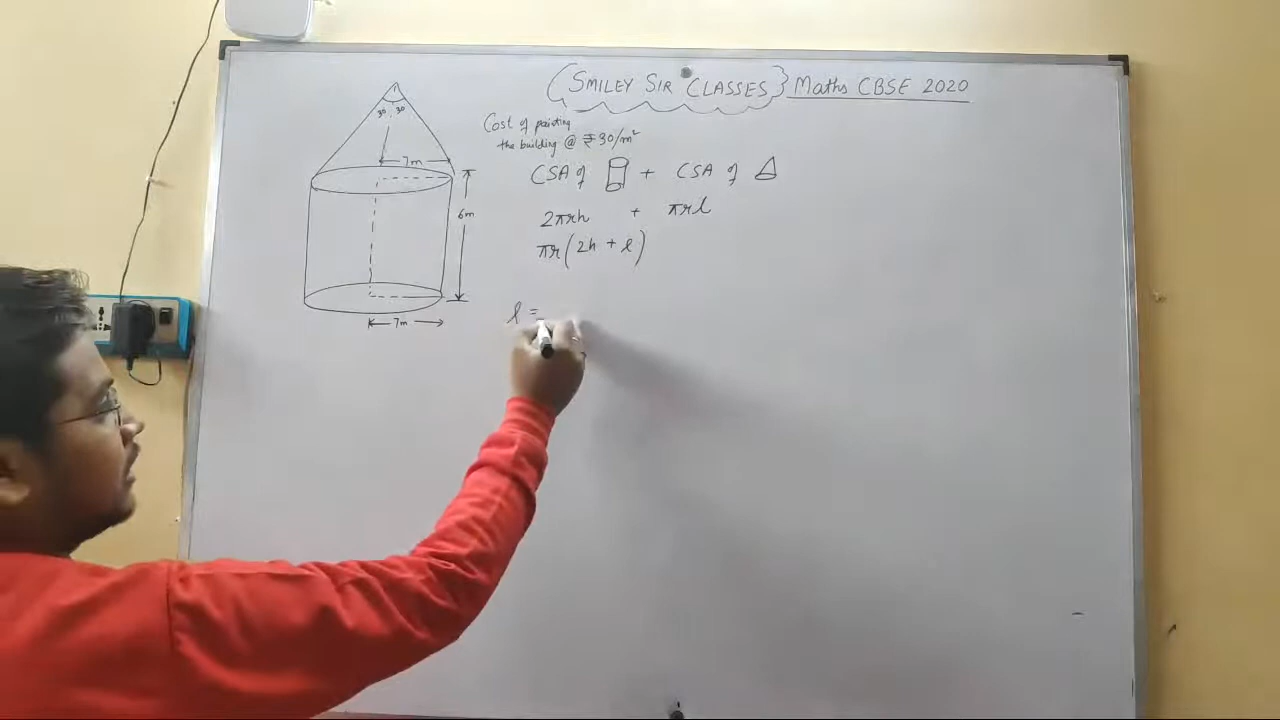 (SMILEY SIR CLASSES} Maths CBSE 2020
Cost of painting
the building @ ₹30/m²
CSA of + CSA of
2πrh + πrl
πr(2h + l)
l =
30 30
7m
6m
7m